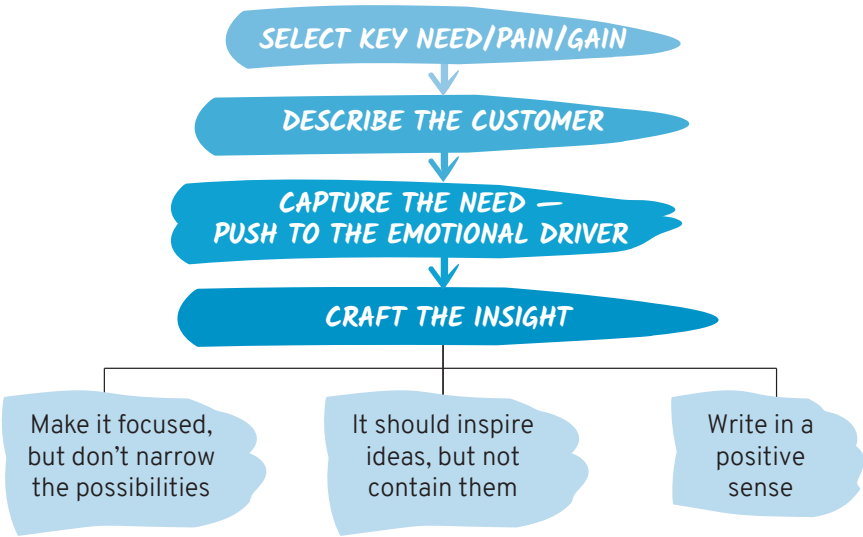 SELECT KEY NEED/PAIN/GAIN
DESCRIBE THE CUSTOMER
CAPTURE THE NEED —
PUSH TO THE EMOTIONAL DRIVER
CRAFT THE INSIGHT
Make it focused,
but don’t narrow
the possibilities
It should inspire
ideas, but not
contain them
Write in a
positive
sense